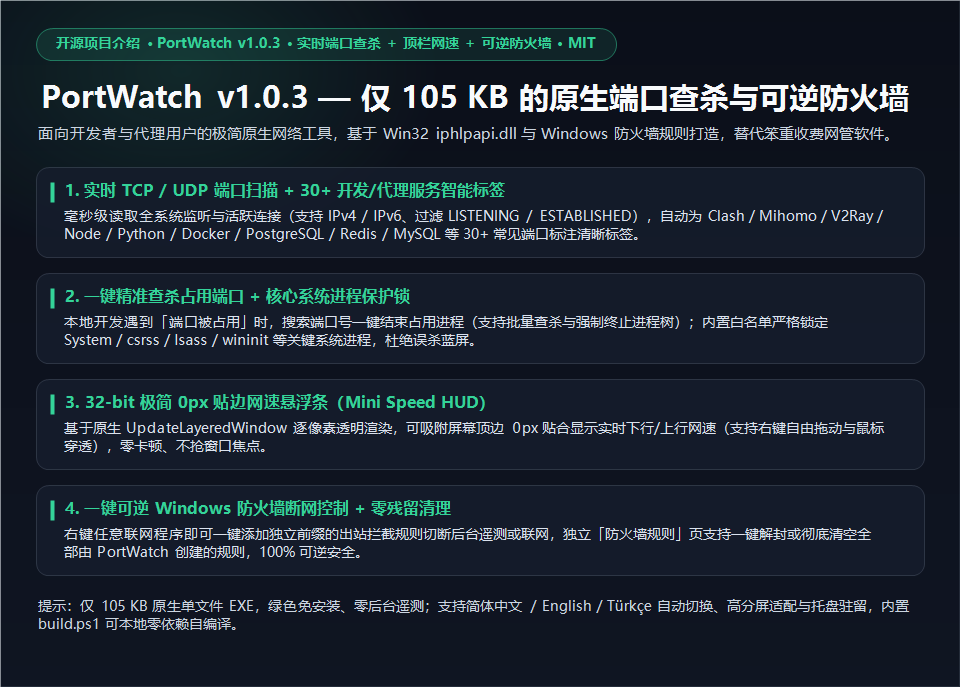 开源项目介绍 • PortWatch v1.0.3 • 实时端口查杀 + 顶栏网速 + 可逆防火墙 • MIT
PortWatch v1.0.3 — 仅 105 KB 的原生端口查杀与可逆防火墙
面向开发者与代理用户的极简原生网络工具，基于 Win32 iphlpapi.dll 与 Windows 防火墙规则打造，替代笨重收费网管软件。
1. 实时 TCP / UDP 端口扫描 + 30+ 开发/代理服务智能标签
毫秒级读取全系统监听与活跃连接（支持 IPv4 / IPv6、过滤 LISTENING / ESTABLISHED），自动为 Clash / Mihomo / V2Ray /
Node / Python / Docker / PostgreSQL / Redis / MySQL 等 30+ 常见端口标注清晰标签。
2. 一键精准查杀占用端口 + 核心系统进程保护锁
本地开发遇到「端口被占用」时，搜索端口号一键结束占用进程（支持批量查杀与强制终止进程树）；内置白名单严格锁定
System / csrss / lsass / wininit 等关键系统进程，杜绝误杀蓝屏。
3. 32-bit 极简 0px 贴边网速悬浮条（Mini Speed HUD）
基于原生 UpdateLayeredWindow 逐像素透明渲染，可吸附屏幕顶边 0px 贴合显示实时下行/上行网速（支持右键自由拖动与鼠标
穿透），零卡顿、不抢窗口焦点。
4. 一键可逆 Windows 防火墙断网控制 + 零残留清理
右键任意联网程序即可一键添加独立前缀的出站拦截规则切断后台遥测或联网，独立「防火墙规则」页支持一键解封或彻底清空全
部由 PortWatch 创建的规则，100% 可逆安全。
提示：仅 105 KB 原生单文件 EXE，绿色免安装、零后台遥测；支持简体中文 / English / Türkçe 自动切换、高分屏适配与托盘驻留，内置
build.ps1 可本地零依赖自编译。